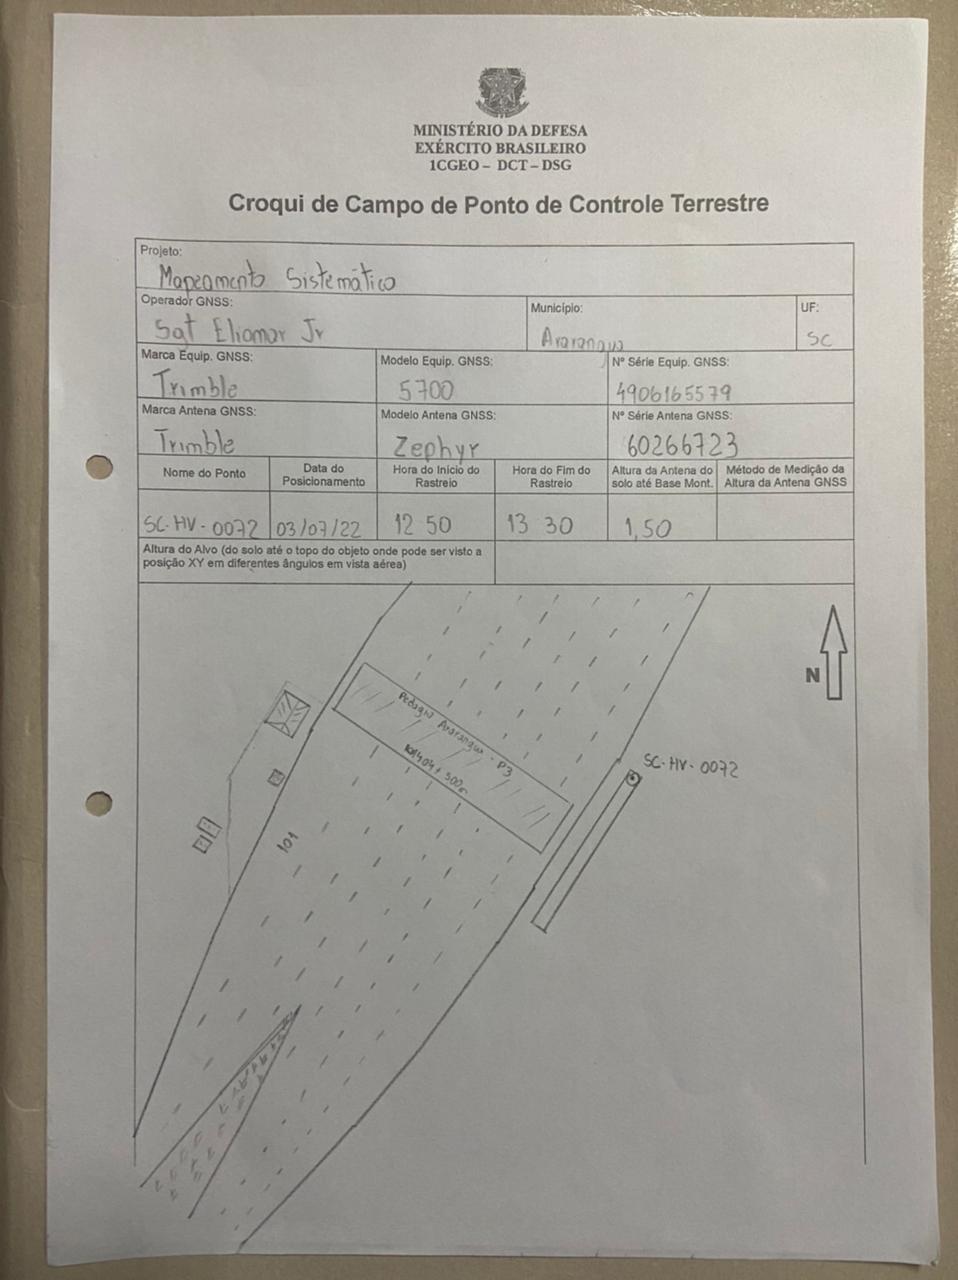 MINISTÉRIO DA DEFESA
EXÉRCITO BRASILEIRO
1CGEO – DCT – DSG
Croqui de Campo de Ponto de Controle Terrestre
Projeto:
Mapeamento Sistemático
Operador GNSS:
Município:
UF:
Sgt Eliomar Jr
Ararangua
SC
Marca Equip. GNSS:
Modelo Equip. GNSS:
Nº Série Equip. GNSS:
Trimble
5700
4906165579
Marca Antena GNSS:
Modelo Antena GNSS:
Nº Série Antena GNSS:
Trimble
Zephyr
60266723
Nome do Ponto
Data do Posicionamento
Hora do Início do Rastreio
Hora do Fim do Rastreio
Altura da Antena do solo até Base Mont.
Método de Medição da Altura da Antena GNSS
SC-HV-0072
03/07/22
12 50
13 30
1,50
Altura do Alvo (do solo até o topo do objeto onde pode ser visto a
posição XY em diferentes ângulos em vista aérea)
N
Pedagio Ararangua - P3
404+500
SC-HV-0072
101